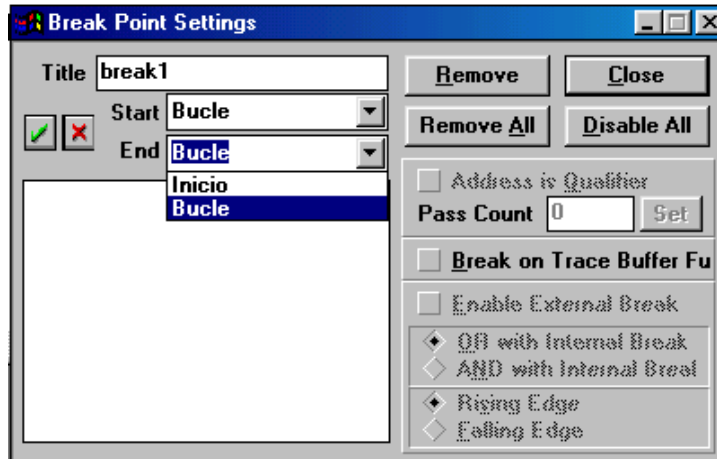 Break Point Settings
Title break1
Start Bucle
End Bucle
Inicio
Bucle
Remove
Close
Remove All
Disable All
Address is Qualifier
Pass Count 0 Set
Break on Trace Buffer Fu
Enable External Break
OR with Internal Break
AND with Internal Breal
Rising Edge
Falling Edge